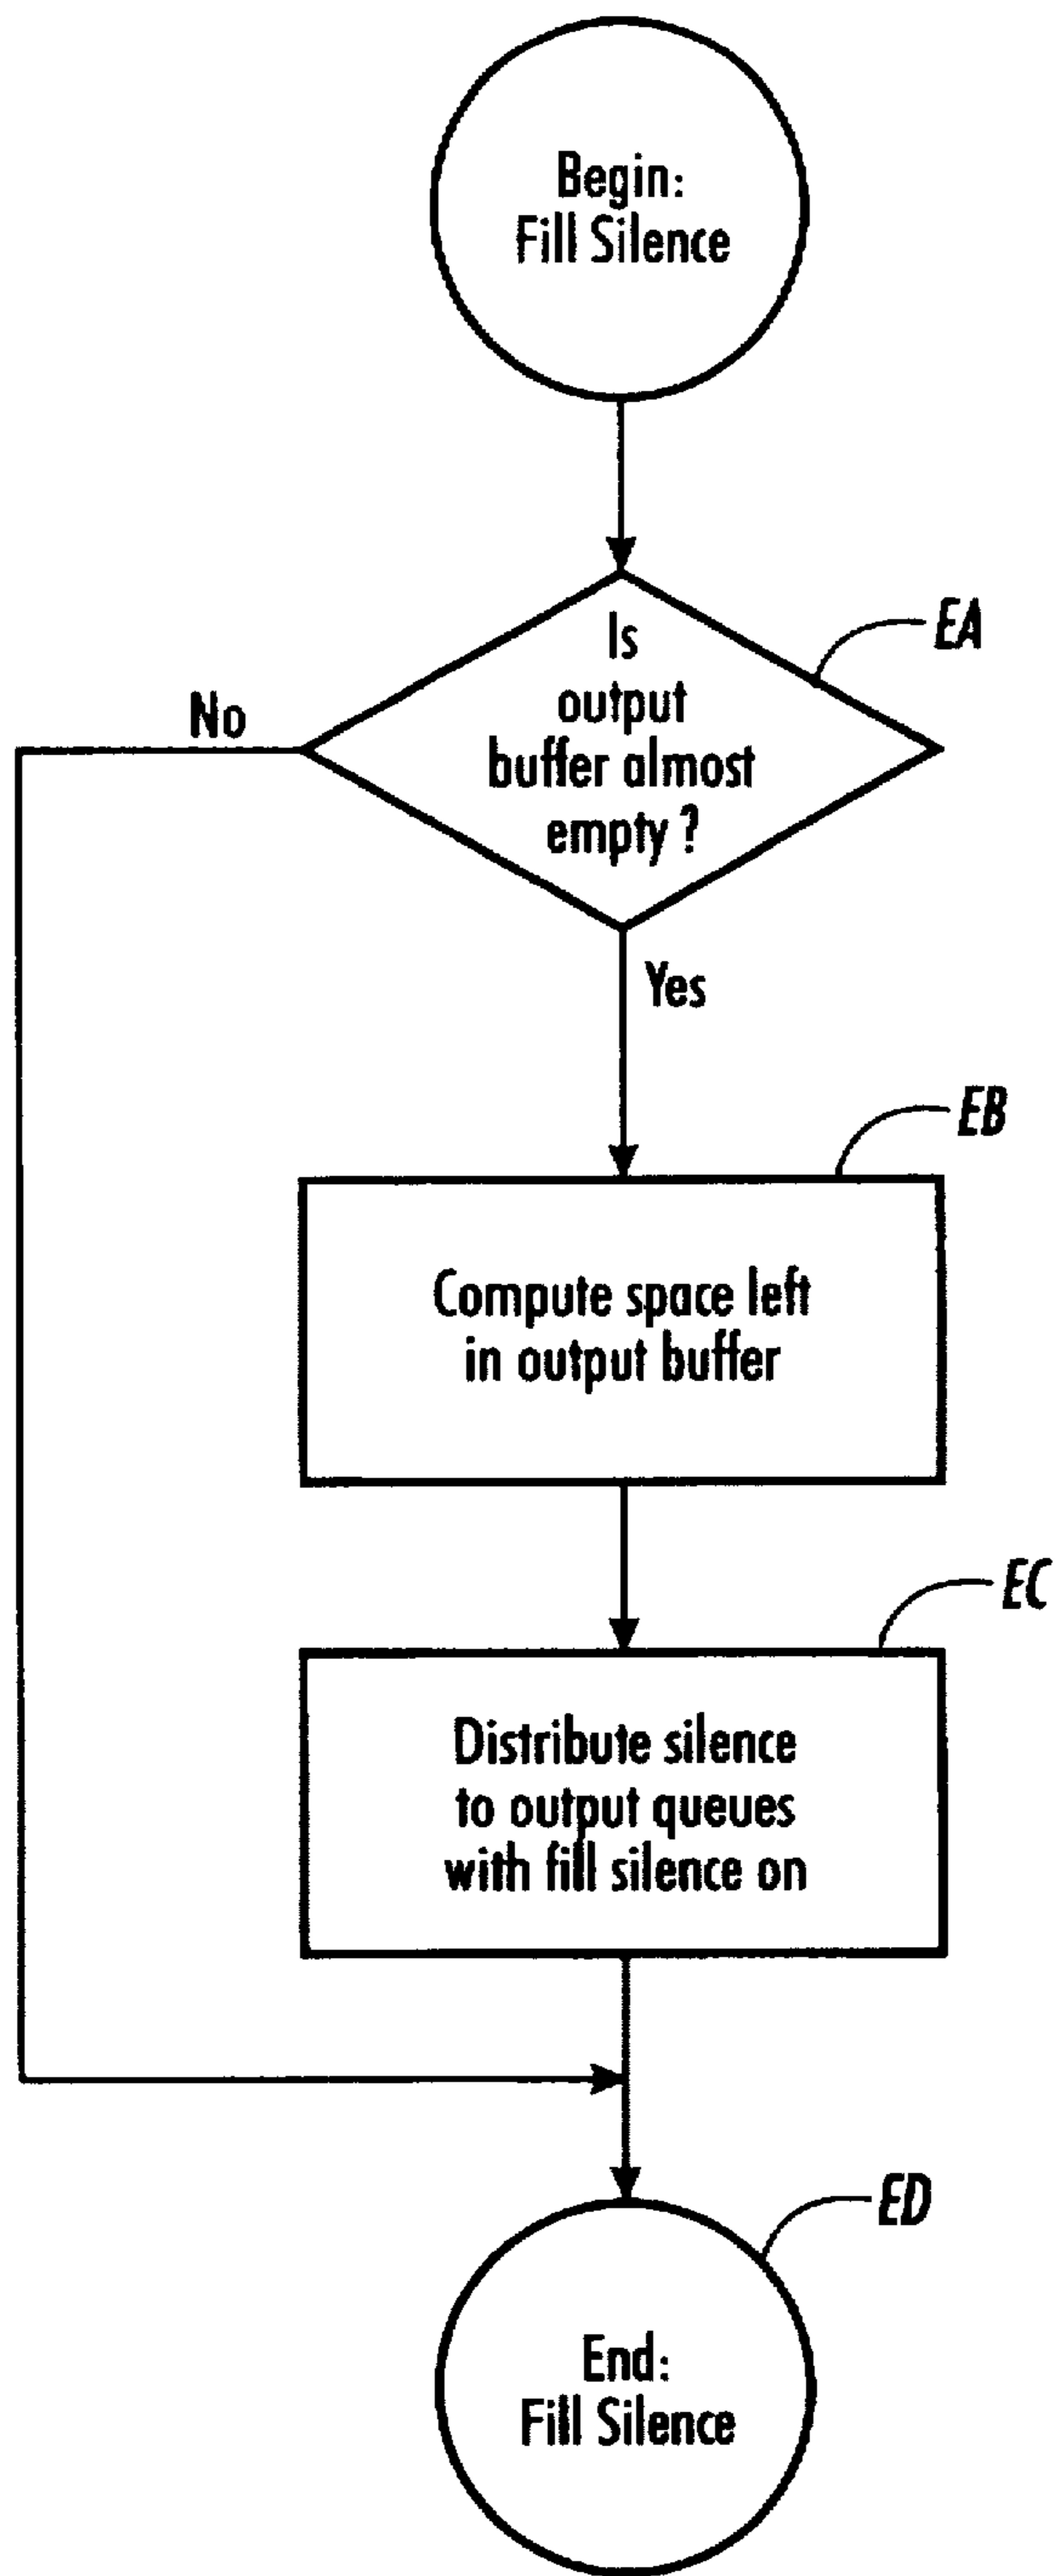 Begin:
Fill Silence
EA
Is
output
buffer almost
empty?
No
Yes
EB
Compute space left
in output buffer
EC
Distribute silence
to output queues
with fill silence on
ED
End:
Fill Silence